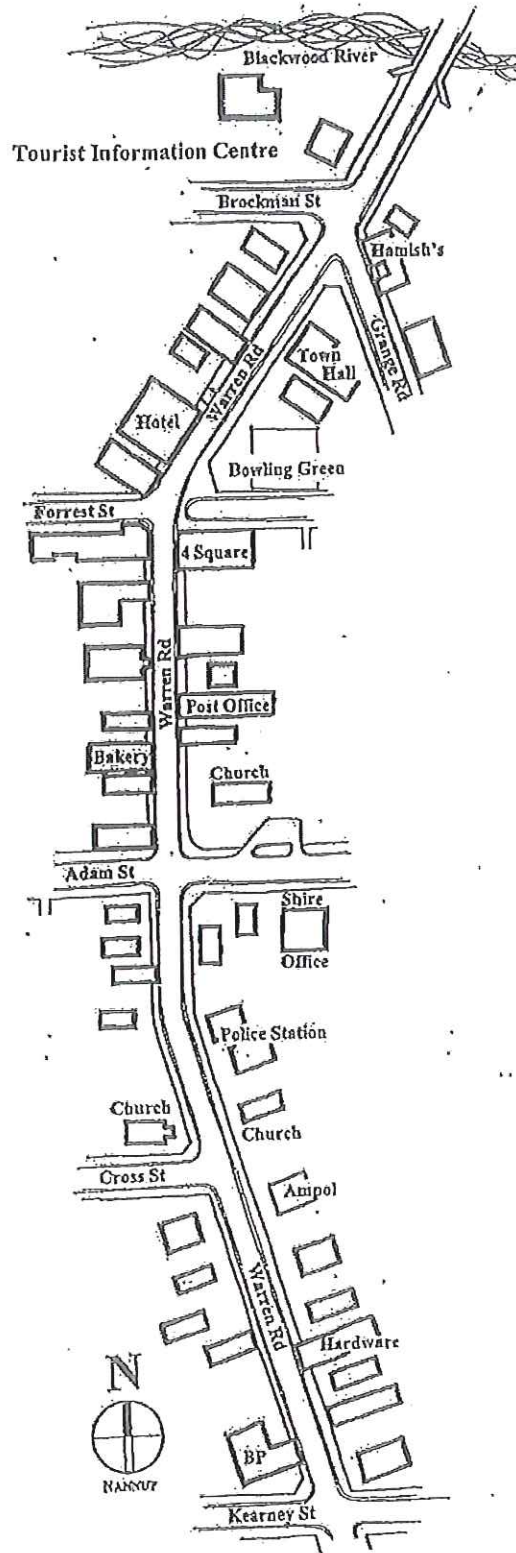 Blackwood River
Tourist Information Centre
Brockman St
Hamish's
Grange Rd
Town
Hall
Warren Rd
Hotel
Bowling Green
Forrest St
4 Square
Warren Rd
Post Office
Bakery
Church
Adam St
Shire
Office
Police Station
Church
Church
Cross St
Ampol
Warren Rd
Hardware
N
NANNUP
BP
Kearney St